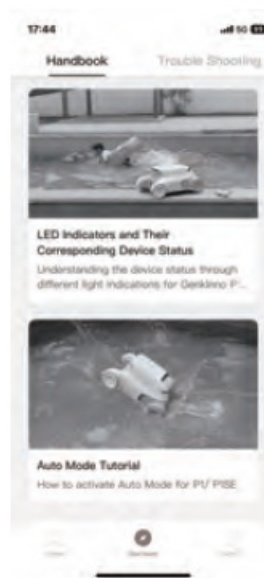 17:44
5G
Handbook
Trouble Shooting
LED Indicators and Their
Corresponding Device Status
Understanding the device status through
different light indications for Genkinno P...
Auto Mode Tutorial
How to activate Auto Mode for P1/ P1SE